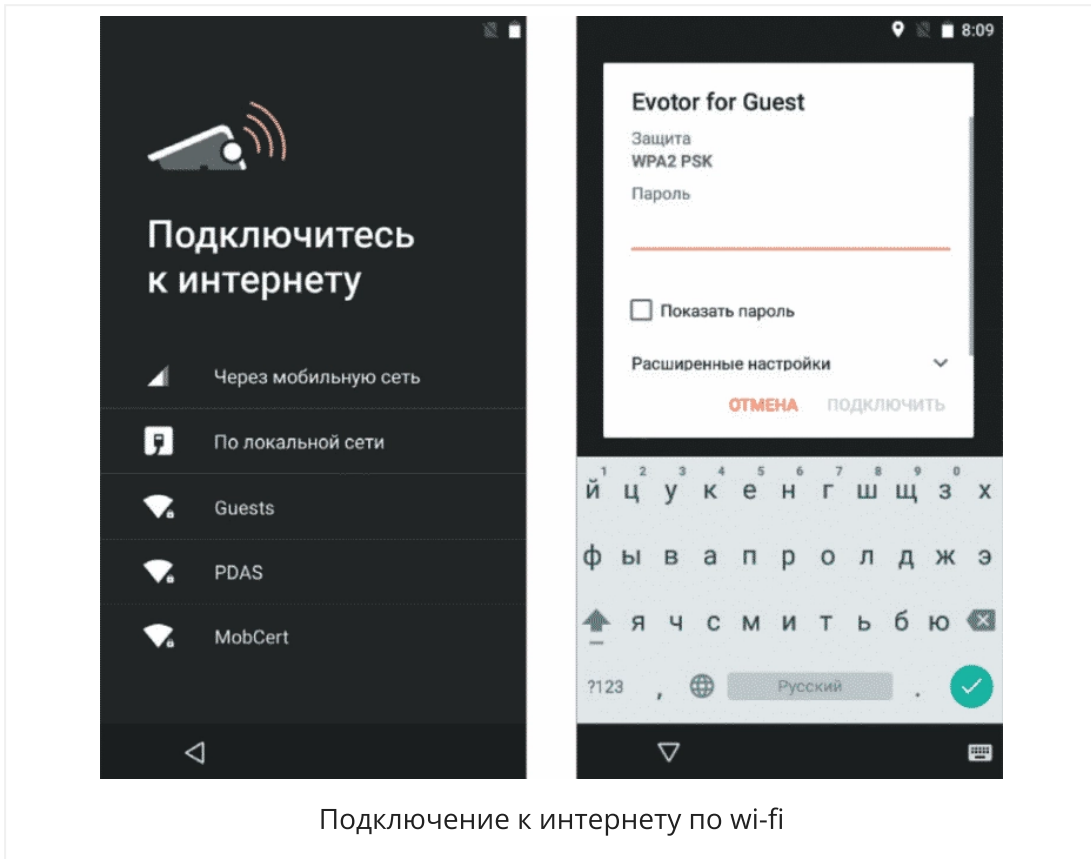 Подключитесь
к интернету
Через мобильную сеть
По локальной сети
Guests
PDAS
MobCert
8:09
Evotor for Guest
Защита
WPA2 PSK
Пароль
Показать пароль
Расширенные настройки
ОТМЕНА ПОДКЛЮЧИТЬ
1 2 3 4 5 6 7 8 9 0
й ц у к е н г ш щ з х
ф ы в а п р о л д ж э
я ч с м и т ь б ю
?123 , Русский .
Подключение к интернету по wi-fi